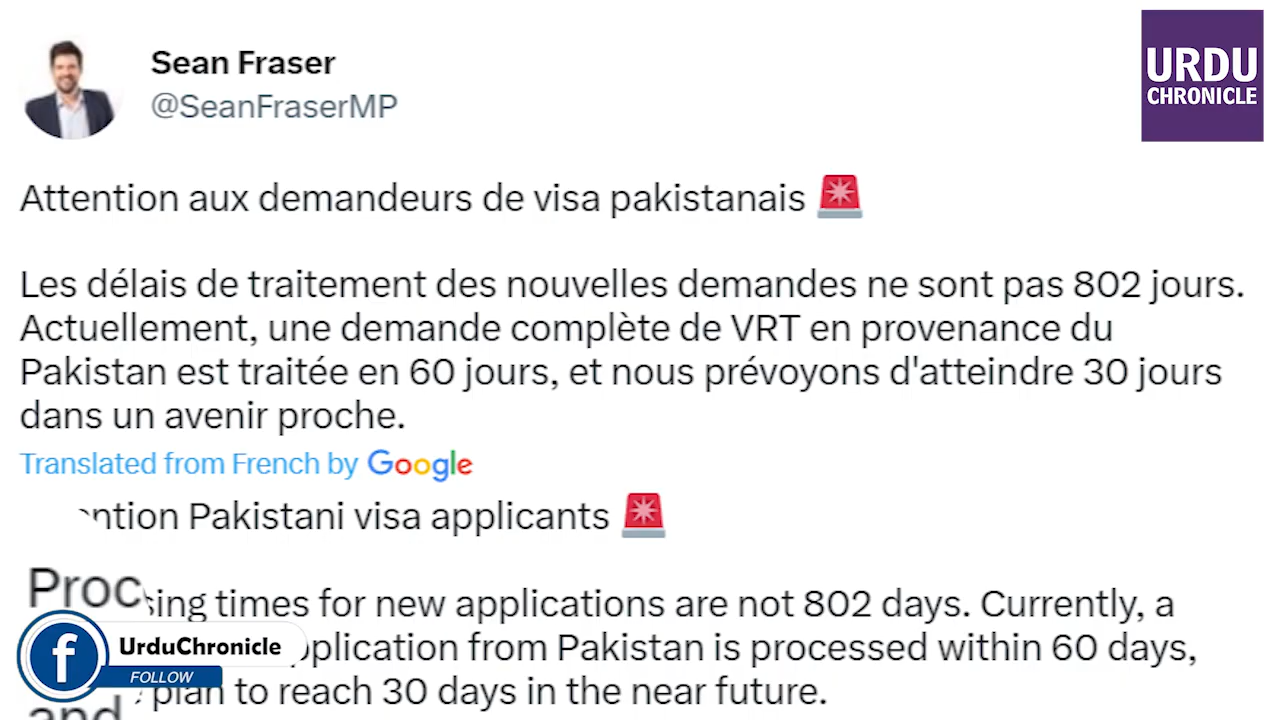 Sean Fraser
@SeanFraserMP
URDU
CHRONICLE
Attention aux demandeurs de visa pakistanais 🚨
Les délais de traitement des nouvelles demandes ne sont pas 802 jours.
Actuellement, une demande complète de VRT en provenance du
Pakistan est traitée en 60 jours, et nous prévoyons d'atteindre 30 jours
dans un avenir proche.
Translated from French by Google
ntion Pakistani visa applicants 🚨
Proc sing times for new applications are not 802 days. Currently, a
pplication from Pakistan is processed within 60 days,
and plan to reach 30 days in the near future.
f UrduChronicle
FOLLOW